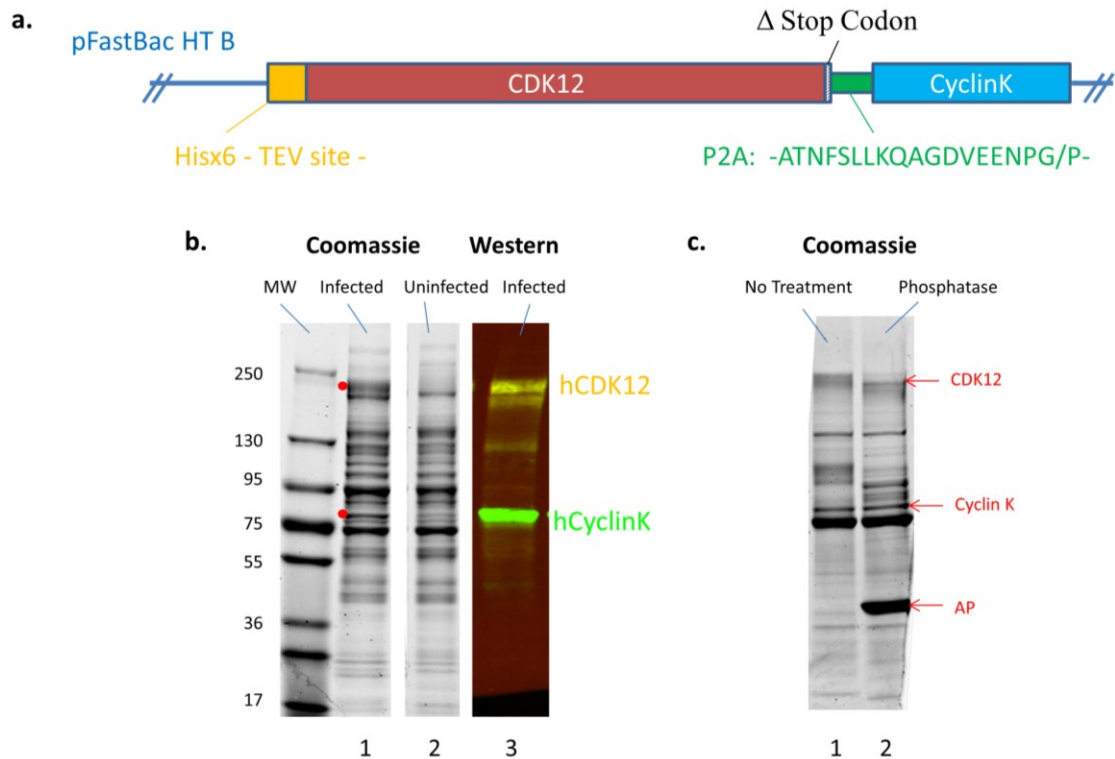 a.
Δ Stop Codon
pFastBac HT B
CDK12
CyclinK
Hisx6 - TEV site -
P2A: -ATNFSLLKQAGDVEENPG/P-
b.
Coomassie
Western
MW
Infected
Uninfected
Infected
250
130
95
75
55
36
17
hCDK12
hCyclinK
1
2
3
c.
Coomassie
No Treatment
Phosphatase
CDK12
Cyclin K
AP
1
2